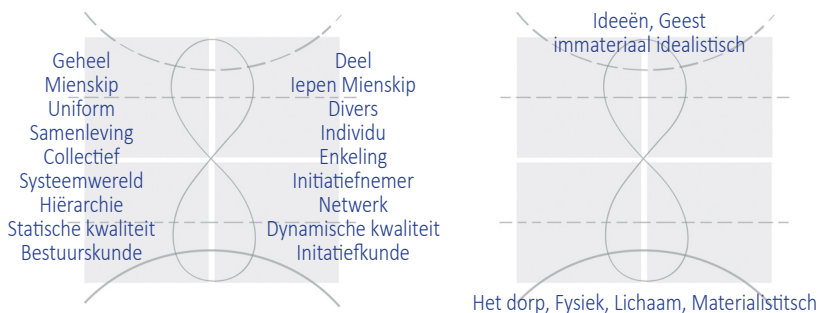 Geheel
Mienskip
Uniform
Samenleving
Collectief
Systeemwereld
Hiërarchie
Statische kwaliteit
Bestuurskunde
Deel
Iepen Mienskip
Divers
Individu
Enkeling
Initiatiefnemer
Netwerk
Dynamische kwaliteit
Initatiefkunde
Ideeën, Geest
immateriaal idealistisch
Het dorp, Fysiek, Lichaam, Materialistitsch